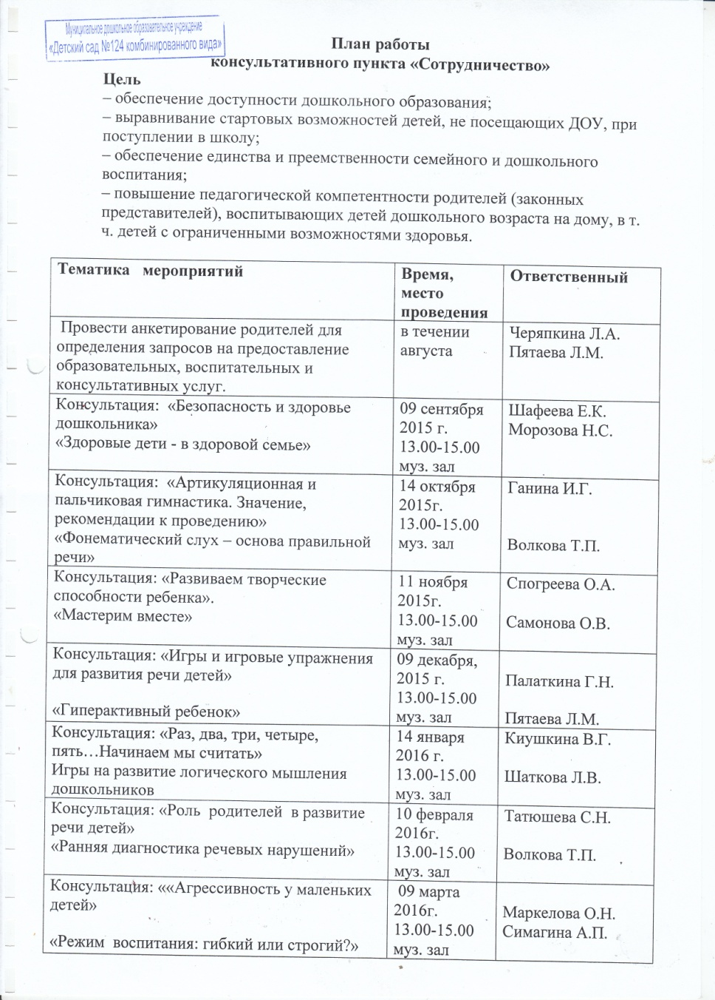 Муниципальное дошкольное образовательное учреждение
«Детский сад №124 комбинированного вида»
План работы
консультативного пункта «Сотрудничество»
Цель
– обеспечение доступности дошкольного образования;
– выравнивание стартовых возможностей детей, не посещающих ДОУ, при
поступлении в школу;
– обеспечение единства и преемственности семейного и дошкольного
воспитания;
– повышение педагогической компетентности родителей (законных
представителей), воспитывающих детей дошкольного возраста на дому, в т.
ч. детей с ограниченными возможностями здоровья.
Тематика мероприятий
Время,
место
проведения
Ответственный
Провести анкетирование родителей для
определения запросов на предоставление
образовательных, воспитательных и
консультативных услуг.
в течении
августа
Черяпкина Л.А.
Пятаева Л.М.
Консультация: «Безопасность и здоровье
дошкольника»
«Здоровые дети - в здоровой семье»
09 сентября
2015 г.
13.00-15.00
муз. зал
Шафеева Е.К.
Морозова Н.С.
Консультация: «Артикуляционная и
пальчиковая гимнастика. Значение,
рекомендации к проведению»
«Фонематический слух – основа правильной
речи»
14 октября
2015г.
13.00-15.00
муз. зал
Ганина И.Г.
Волкова Т.П.
Консультация: «Развиваем творческие
способности ребенка».
«Мастерим вместе»
11 ноября
2015г.
13.00-15.00
муз. зал
Спогреева О.А.
Самонова О.В.
Консультация: «Игры и игровые упражнения
для развития речи детей»
«Гиперактивный ребенок»
09 декабря,
2015 г.
13.00-15.00
муз. зал
Палаткина Г.Н.
Пятаева Л.М.
Консультация: «Раз, два, три, четыре,
пять…Начинаем мы считать»
Игры на развитие логического мышления
дошкольников
14 января
2016 г.
13.00-15.00
муз. зал
Киушкина В.Г.
Шаткова Л.В.
Консультация: «Роль родителей в развитие
речи детей»
«Ранняя диагностика речевых нарушений»
10 февраля
2016г.
13.00-15.00
муз. зал
Татюшева С.Н.
Волкова Т.П.
Консультация: ««Агрессивность у маленьких
детей»
«Режим воспитания: гибкий или строгий?»
09 марта
2016г.
13.00-15.00
муз. зал
Маркелова О.Н.
Симагина А.П.